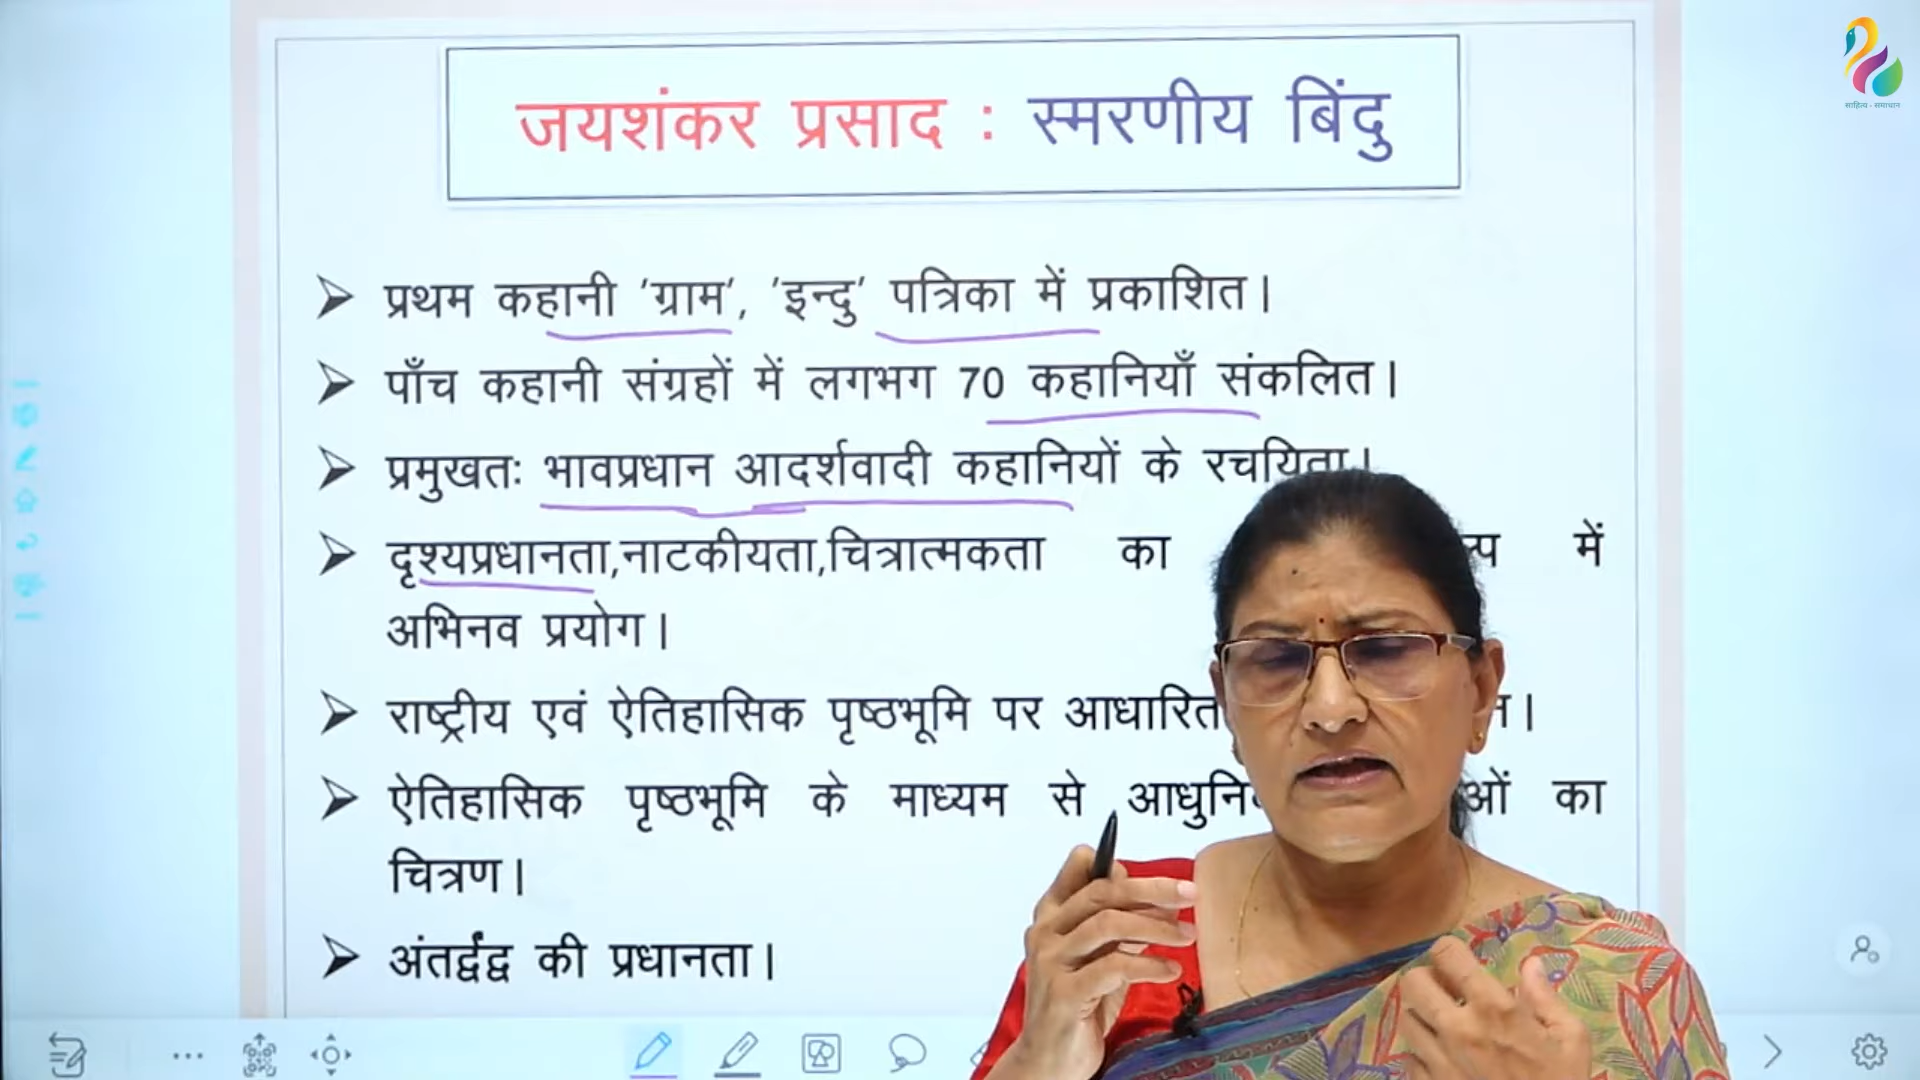 साहित्य - समाधान
जयशंकर प्रसाद : स्मरणीय बिंदु
प्रथम कहानी 'ग्राम', 'इन्दु' पत्रिका में प्रकाशित।
पाँच कहानी संग्रहों में लगभग 70 कहानियाँ संकलित।
प्रमुखतः भावप्रधान आदर्शवादी कहानियों के रचयिता।
दृश्यप्रधानता,नाटकीयता,चित्रात्मकता का में
अभिनव प्रयोग।
राष्ट्रीय एवं ऐतिहासिक पृष्ठभूमि पर आधारित
ऐतिहासिक पृष्ठभूमि के माध्यम से का
चित्रण।
अंतर्द्वंद्व की प्रधानता।